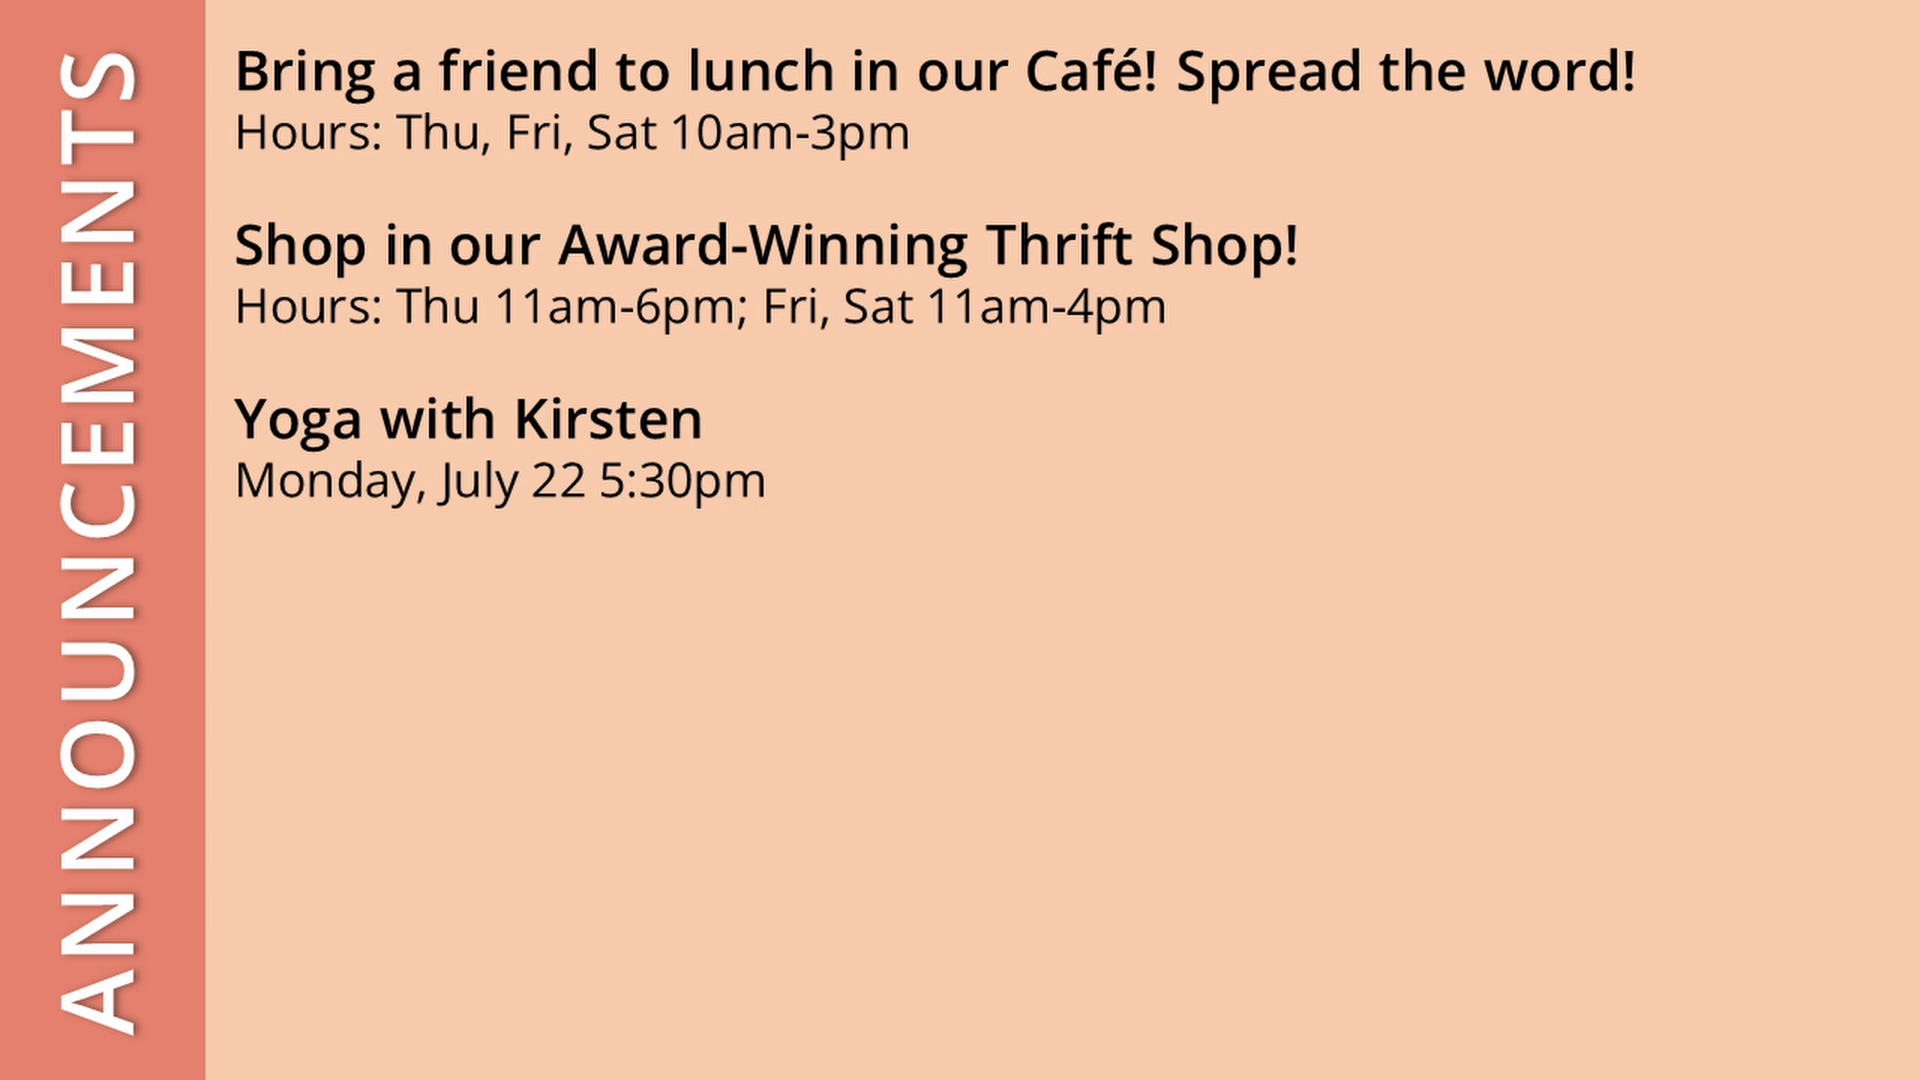 ANNOUNCEMENTS
Bring a friend to lunch in our Café! Spread the word!
Hours: Thu, Fri, Sat 10am-3pm
Shop in our Award-Winning Thrift Shop!
Hours: Thu 11am-6pm; Fri, Sat 11am-4pm
Yoga with Kirsten
Monday, July 22 5:30pm